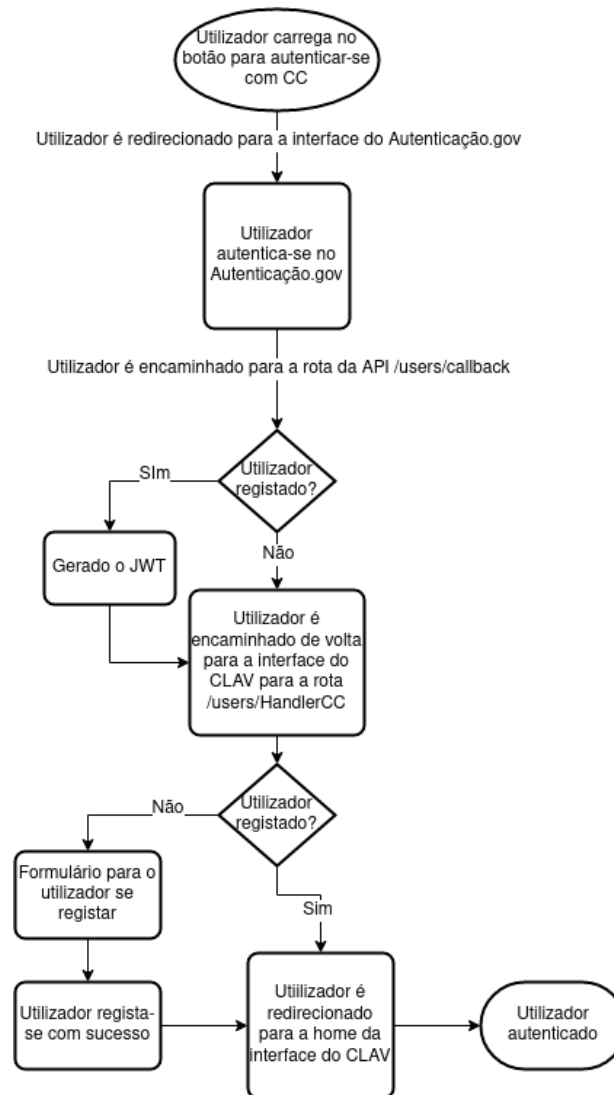 Utilizador carrega no
botão para autenticar-se
com CC
Utilizador é redirecionado para a interface do Autenticação.gov
Utilizador
autentica-se no
Autenticação.gov
Utilizador é encaminhado para a rota da API /users/callback
Utilizador
registado?
SIm
Não
Gerado o JWT
Utilizador é
encaminhado de volta
para a interface do
CLAV para a rota
/users/HandlerCC
Utilizador
registado?
Não
Sim
Formulário para o
utilizador se
registar
Utilizador regista-
se com sucesso
Utiilizador é
redirecionado
para a home da
interface do CLAV
Utilizador
autenticado